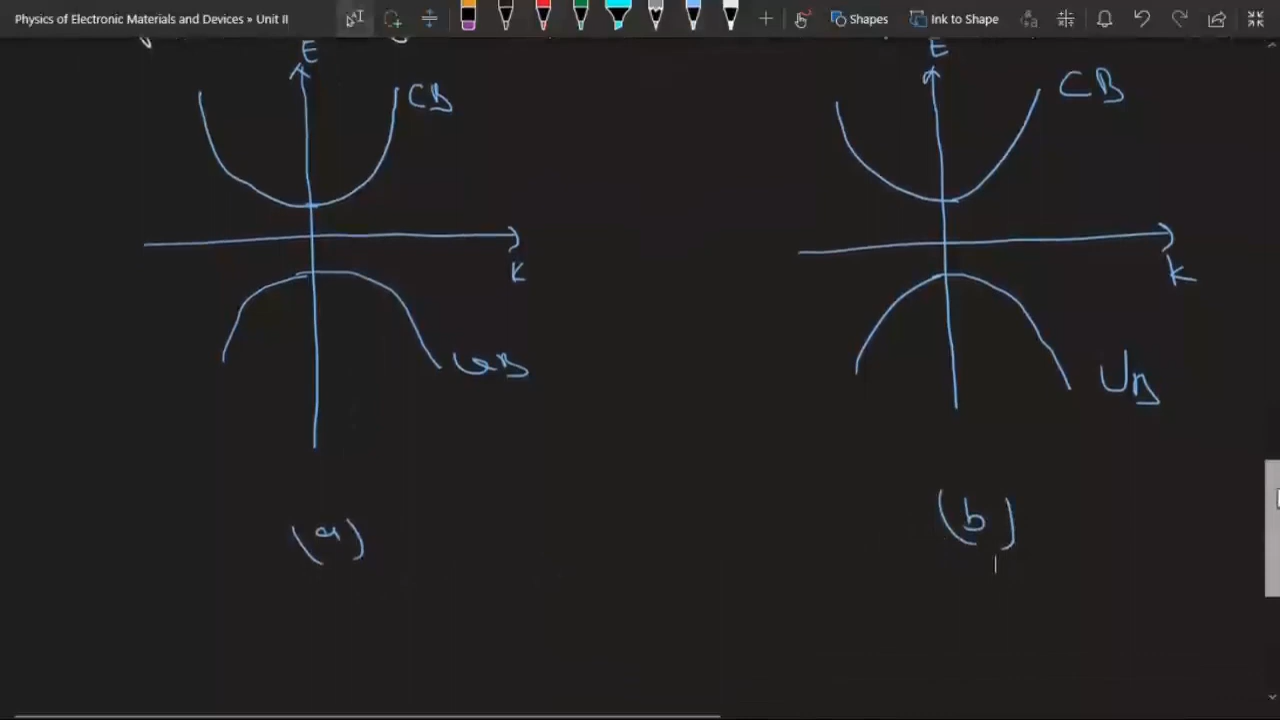 Physics of Electronic Materials and Devices » Unit II
Shapes
Ink to Shape
E
E
CB
CB
K
K
VB
VB
(a)
(b)